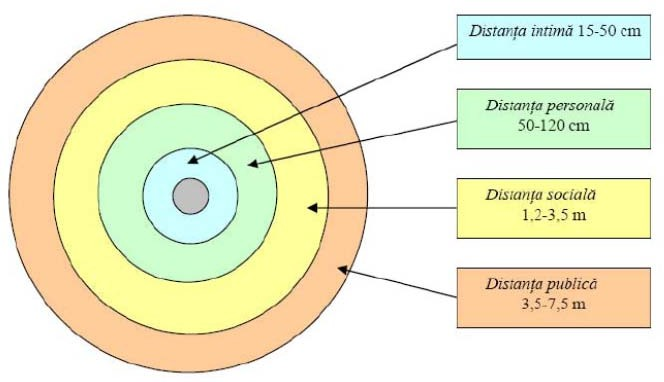 Distanța intimă 15-50 cm
Distanța personală
50-120 cm
Distanța socială
1,2-3,5 m
Distanța publică
3,5-7,5 m